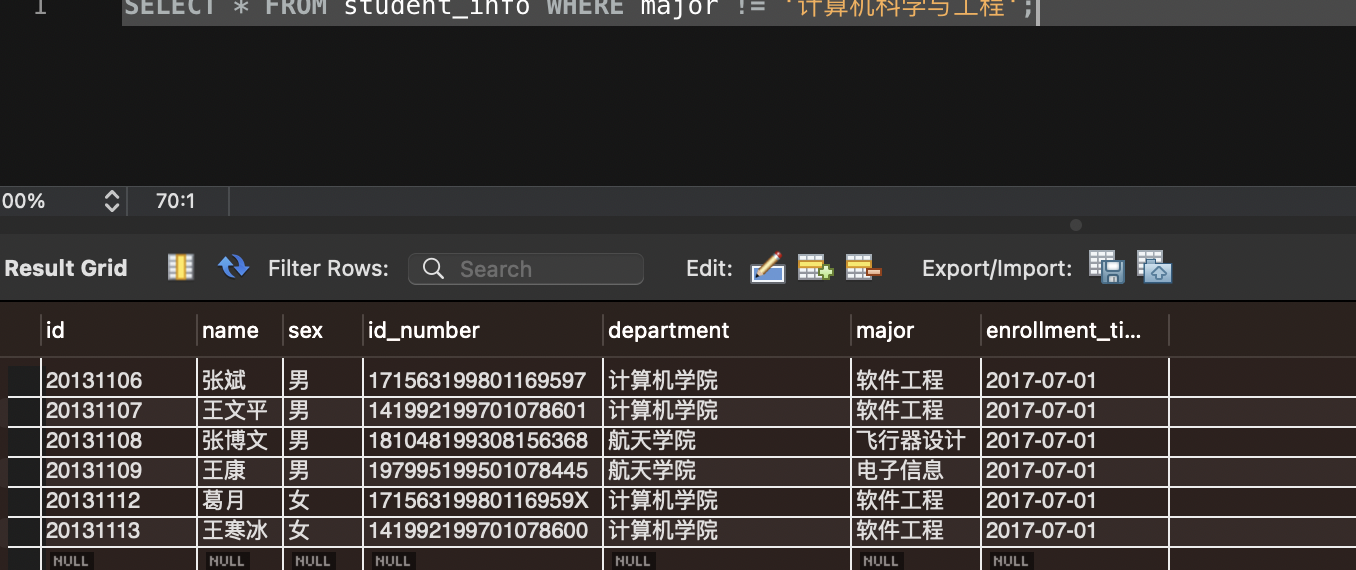 1 SELECT * FROM student_info WHERE major != '计算机科学与工程';
00% 70:1
Result Grid Filter Rows: Search Edit: Export/Import:
id name sex id_number department major enrollment_ti...
20131106 张斌 男 171563199801169597 计算机学院 软件工程 2017-07-01
20131107 王文平 男 141992199701078601 计算机学院 软件工程 2017-07-01
20131108 张博文 男 181048199308156368 航天学院 飞行器设计 2017-07-01
20131109 王康 男 197995199501078445 航天学院 电子信息 2017-07-01
20131112 葛月 女 17156319980116959X 计算机学院 软件工程 2017-07-01
20131113 王寒冰 女 141992199701078600 计算机学院 软件工程 2017-07-01
NULL NULL NULL NULL NULL NULL NULL